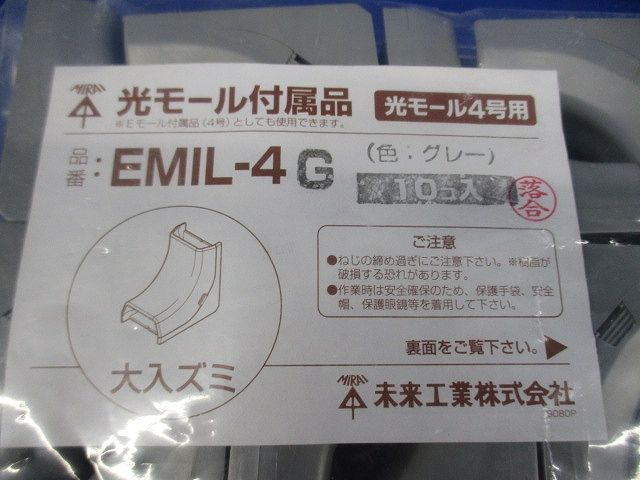 MIRAI 光モール付属品 光モール4号用
※Eモール付属品(4号)としても使用できます。
品番: EMIL-4G (色:グレー)
10コ入
落合
ご注意
●ねじの締め過ぎにご注意下さい。※樹脂が
破損する恐れがあります。
●作業時は安全確保のため、保護手袋、安全
帽、保護眼鏡等を着用して下さい。
大入ズミ
裏面をご覧下さい。
MIRAI 未来工業株式会社
9080P